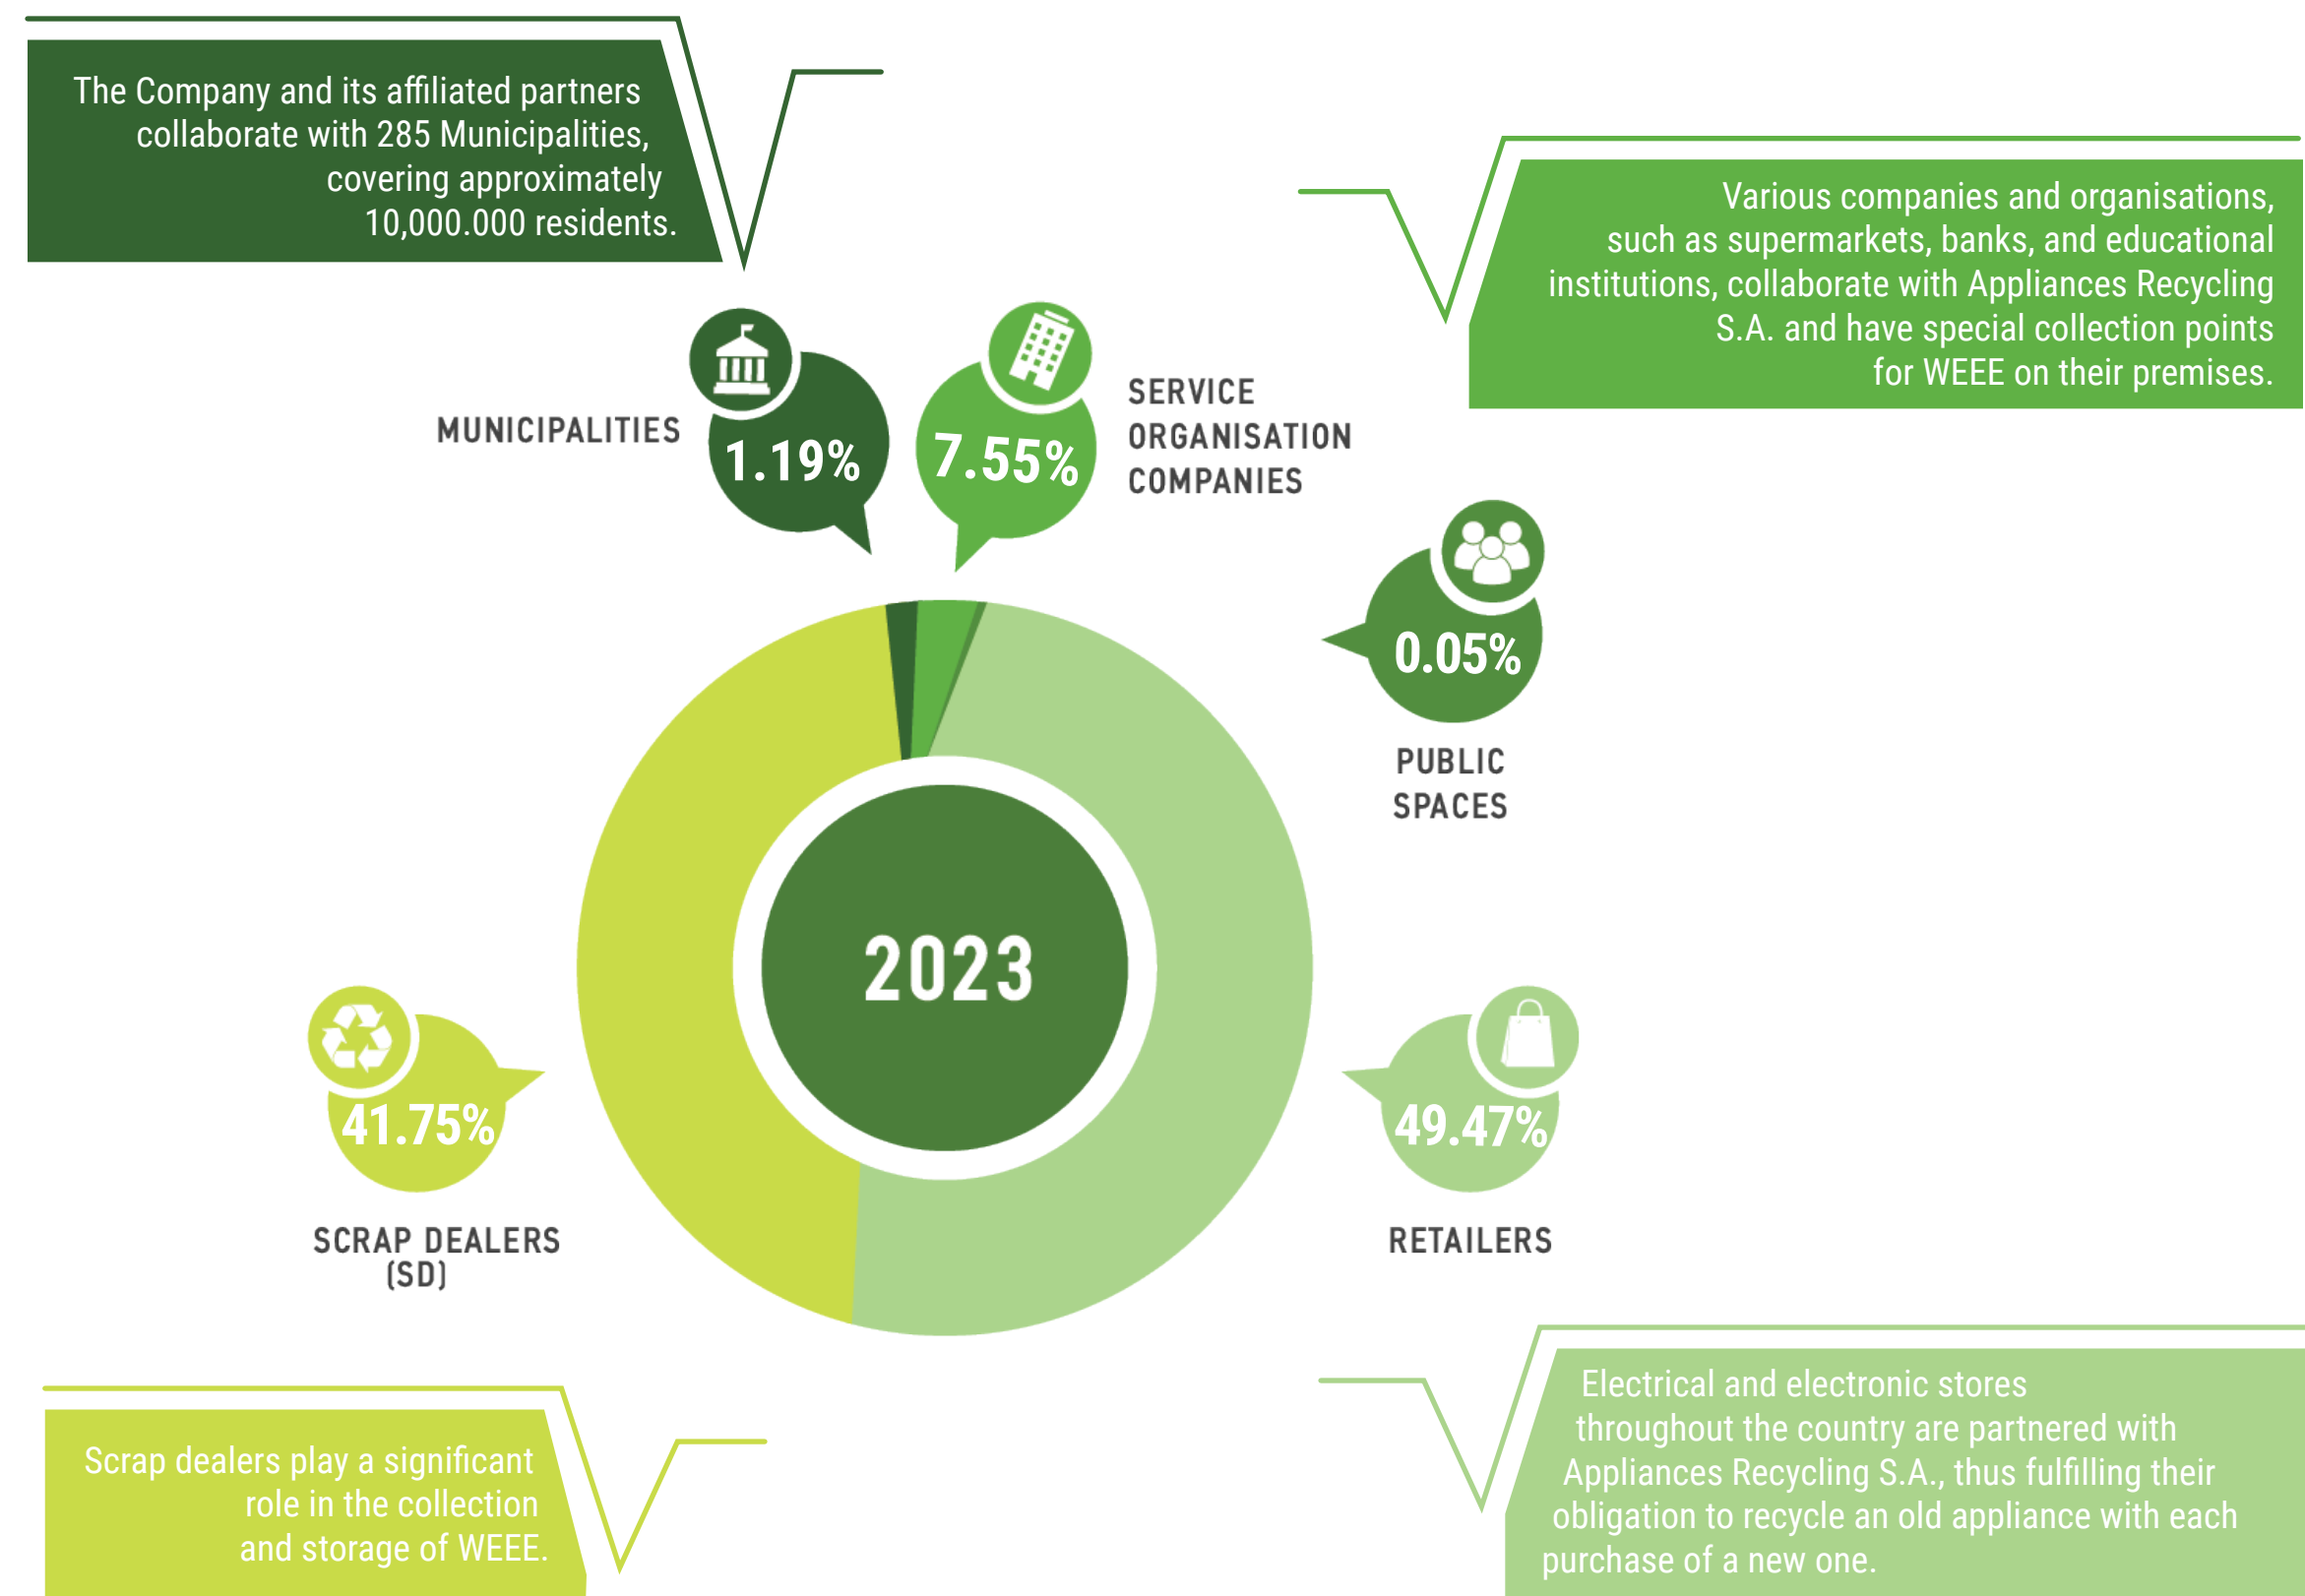 The Company and its affiliated partners
collaborate with 285 Municipalities,
covering approximately
10,000.000 residents.
Various companies and organisations,
such as supermarkets, banks, and educational
institutions, collaborate with Appliances Recycling
S.A. and have special collection points
for WEEE on their premises.
MUNICIPALITIES
1.19%
7.55%
SERVICE
ORGANISATION
COMPANIES
0.05%
PUBLIC
SPACES
2023
41.75%
SCRAP DEALERS
(SD)
49.47%
RETAILERS
Scrap dealers play a significant
role in the collection
and storage of WEEE.
Electrical and electronic stores
throughout the country are partnered with
Appliances Recycling S.A., thus fulfilling their
obligation to recycle an old appliance with each
purchase of a new one.